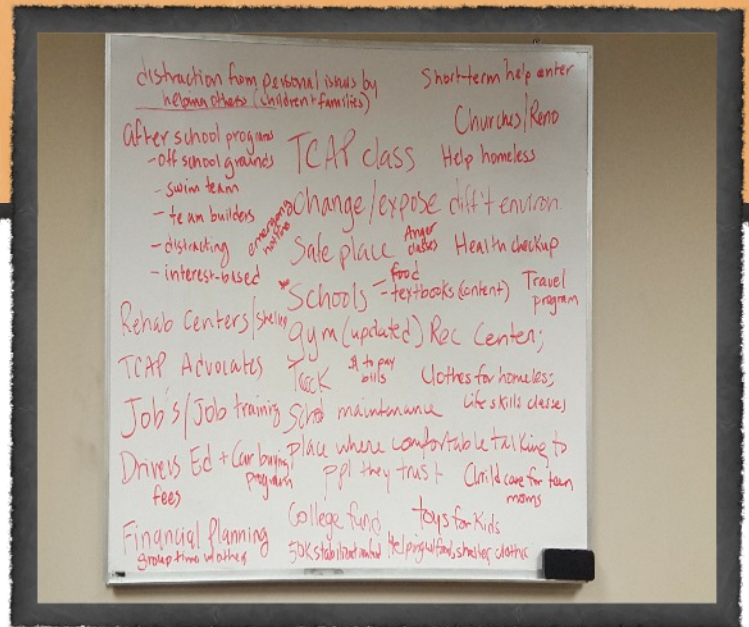 distraction from personal issues by
helping others (children + families)
Short-term help center
Churches/Reno
After school programs
- off school grounds
- swim team
- team builders
- distracting
- interest-based
TCAP class
Help homeless
Change/expose diff't environ.
emergency
hotline
Safe place
Anger
classes
Health checkup
* Schools - food
- textbooks (content)
Travel
program
Rehab Centers/shelter
gym (updated) Rec Center;
TCAP Advocates
Track
$ to pay
bills
Clothes for homeless;
Life skills classes
Job's/Job training
School maintenance
Drivers Ed + Car buying
fees
program
place where comfortable talking to
ppl they trust
Child care for teen
moms
Financial Planning
group time w other
College fund
toys for kids
50K stabilization fund
Helping w/ food, shelter, clothes